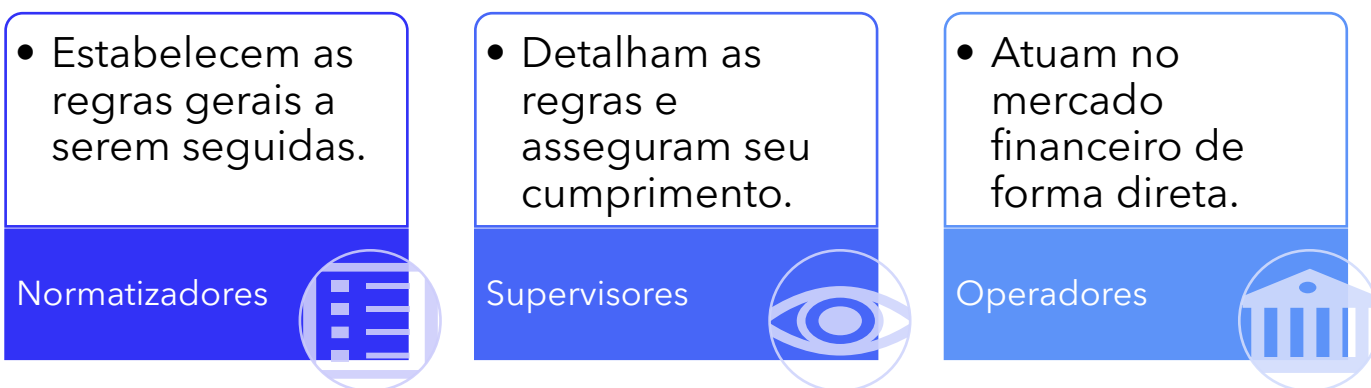 • Estabelecem as
regras gerais a
serem seguidas.
Normatizadores
• Detalham as
regras e
asseguram seu
cumprimento.
Supervisores
• Atuam no
mercado
financeiro de
forma direta.
Operadores